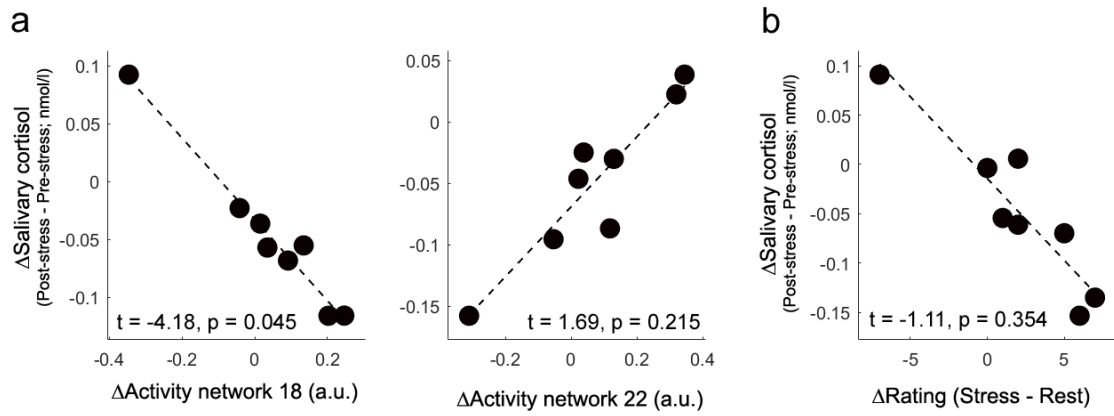 a
b
ΔSalivary cortisol
(Post-stress - Pre-stress; nmol/l)
0.1
0.05
0
-0.05
-0.1
t = -4.18, p = 0.045
-0.4
-0.2
0
0.2
ΔActivity network 18 (a.u.)
0.05
0
-0.05
-0.1
-0.15
t = 1.69, p = 0.215
-0.2
0
0.2
0.4
ΔActivity network 22 (a.u.)
ΔSalivary cortisol
(Post-stress - Pre-stress; nmol/l)
0.1
0.05
0
-0.05
-0.1
-0.15
t = -1.11, p = 0.354
-5
0
5
ΔRating (Stress - Rest)